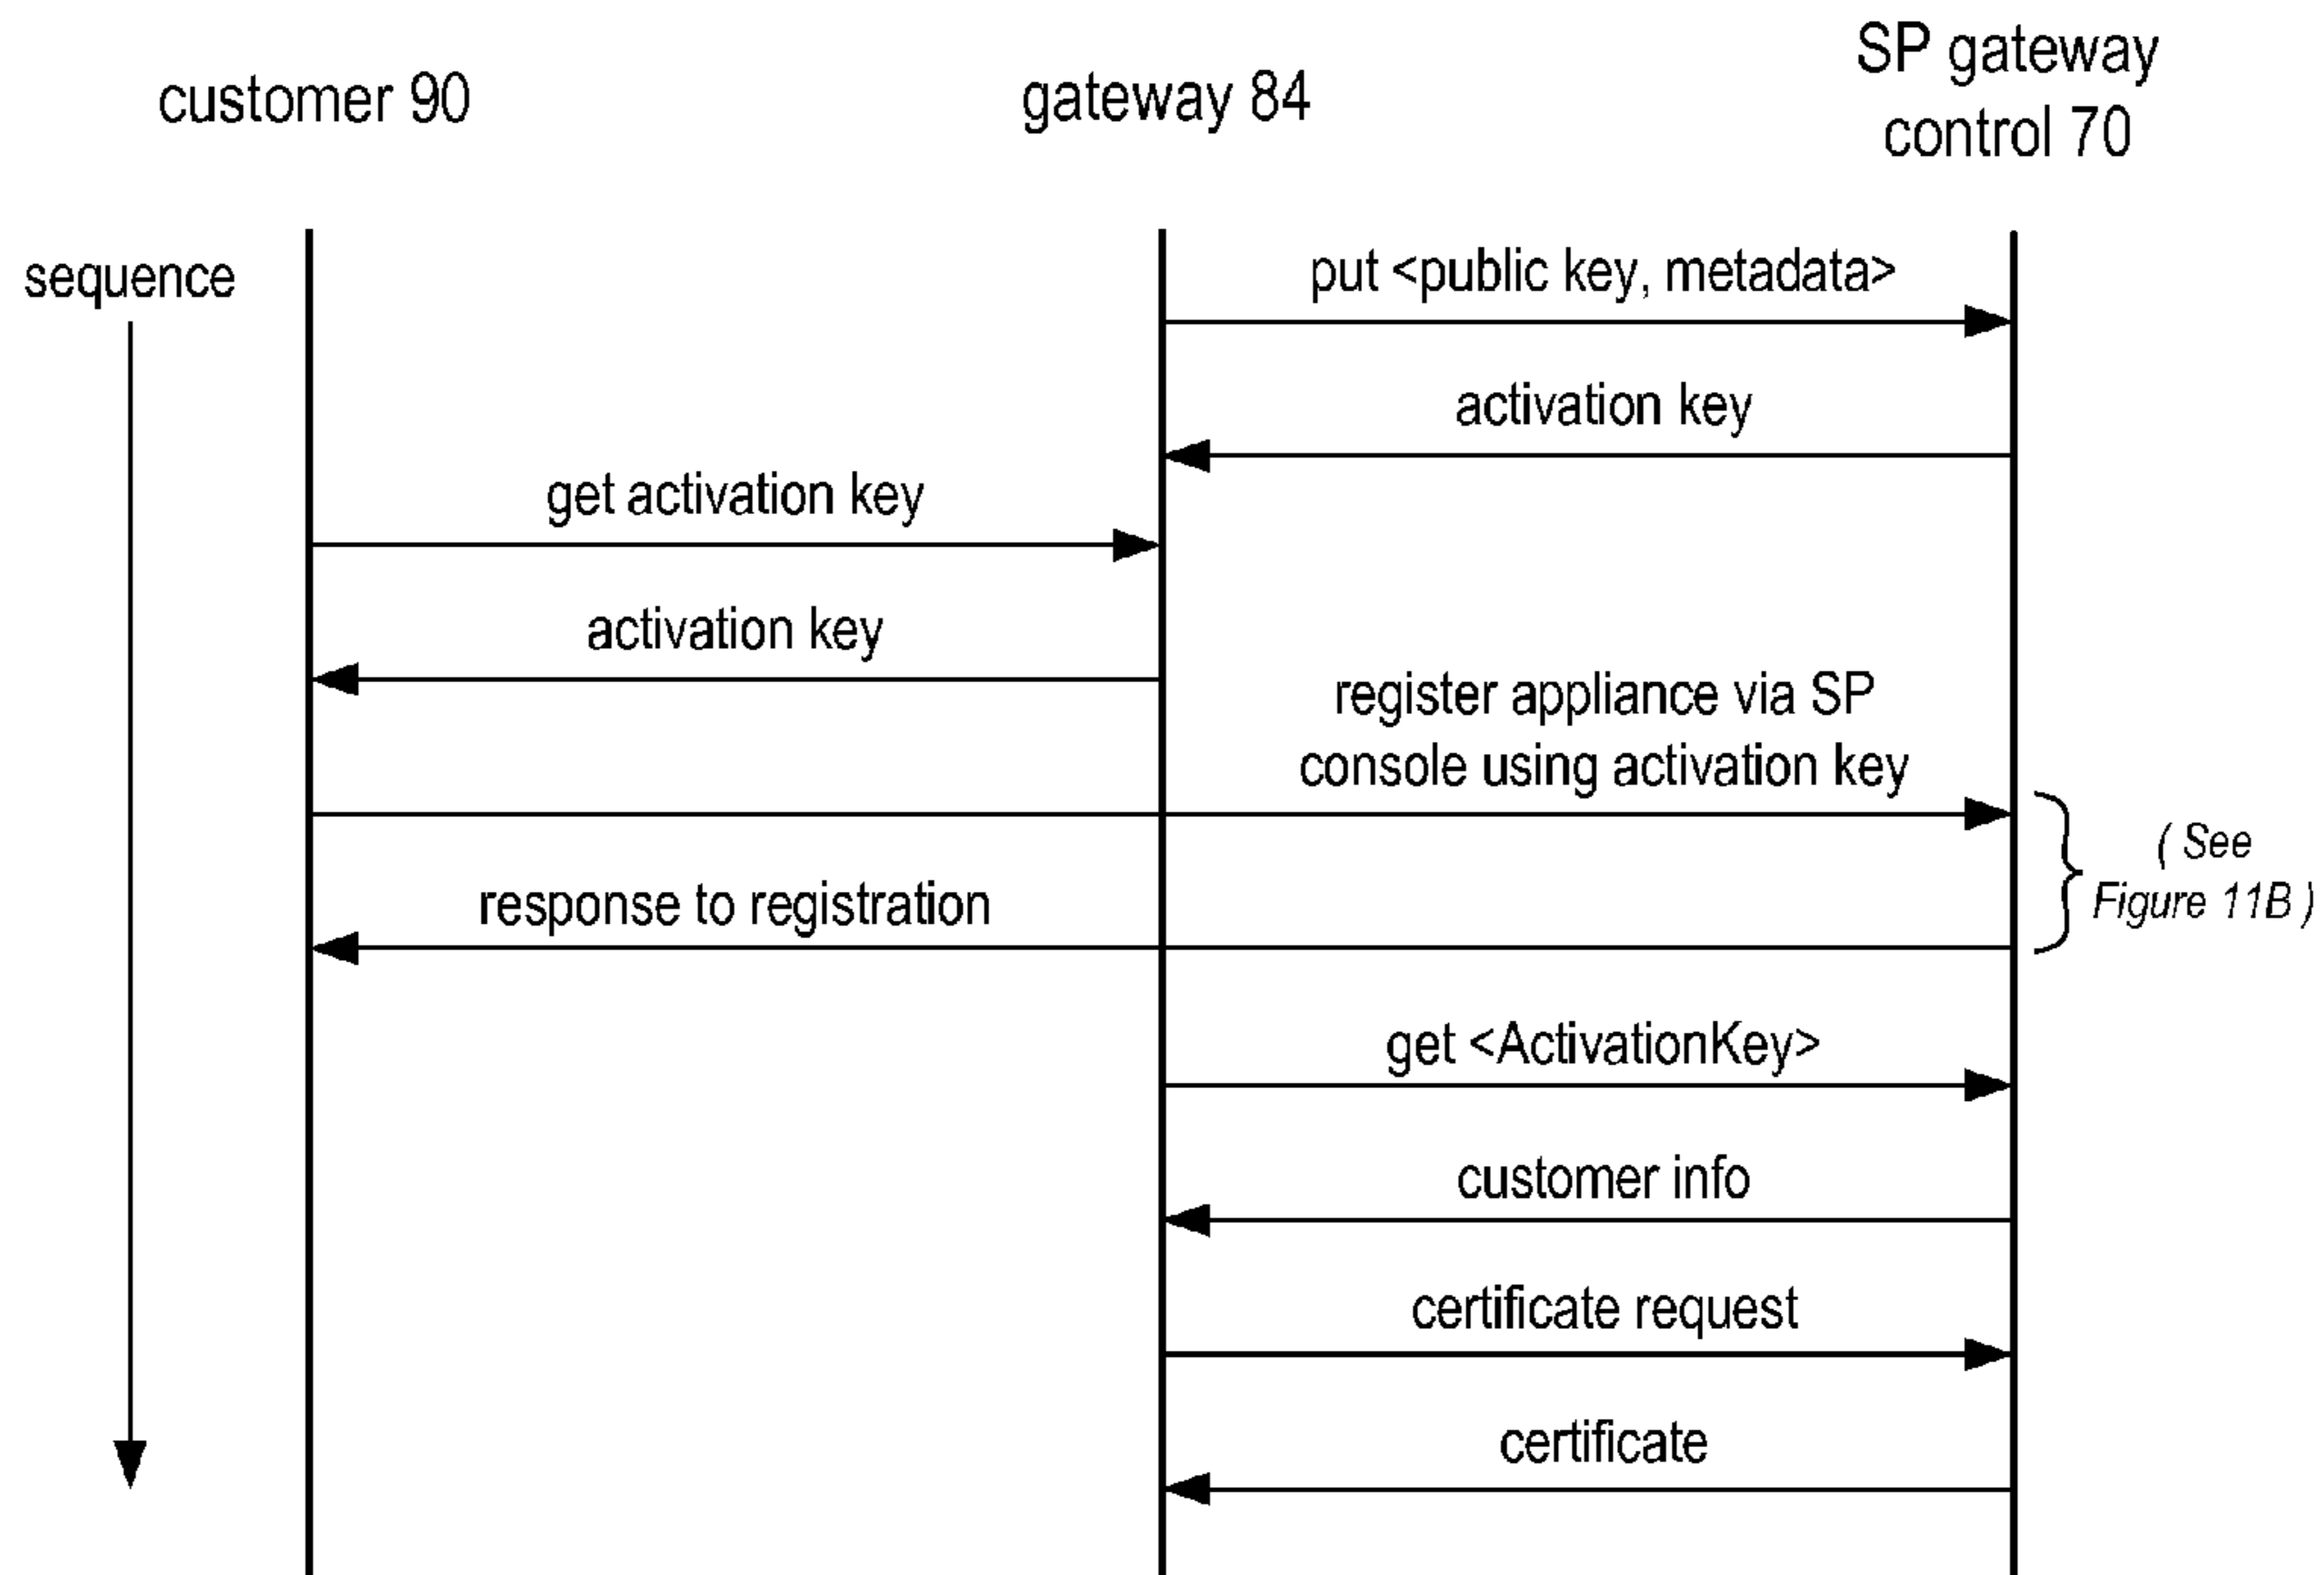 customer 90
gateway 84
SP gateway
control 70
sequence
put <public key, metadata>
activation key
get activation key
activation key
register appliance via SP
console using activation key
( See
Figure 11B )
response to registration
get <ActivationKey>
customer info
certificate request
certificate